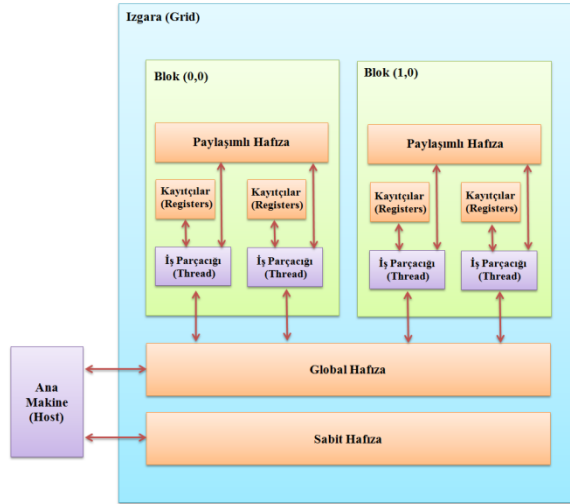 Izgara (Grid)
Blok (0,0)
Paylaşımlı Hafıza
Kayıtçılar
(Registers)
Kayıtçılar
(Registers)
İş Parçacığı
(Thread)
İş Parçacığı
(Thread)
Blok (1,0)
Paylaşımlı Hafıza
Kayıtçılar
(Registers)
Kayıtçılar
(Registers)
İş Parçacığı
(Thread)
İş Parçacığı
(Thread)
Ana
Makine
(Host)
Global Hafıza
Sabit Hafıza